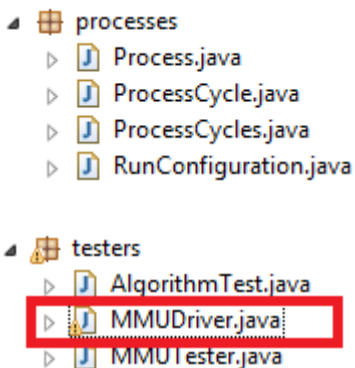 processes
Process.java
ProcessCycle.java
ProcessCycles.java
RunConfiguration.java
testers
AlgorithmTest.java
MMUDriver.java
MMUTester.java